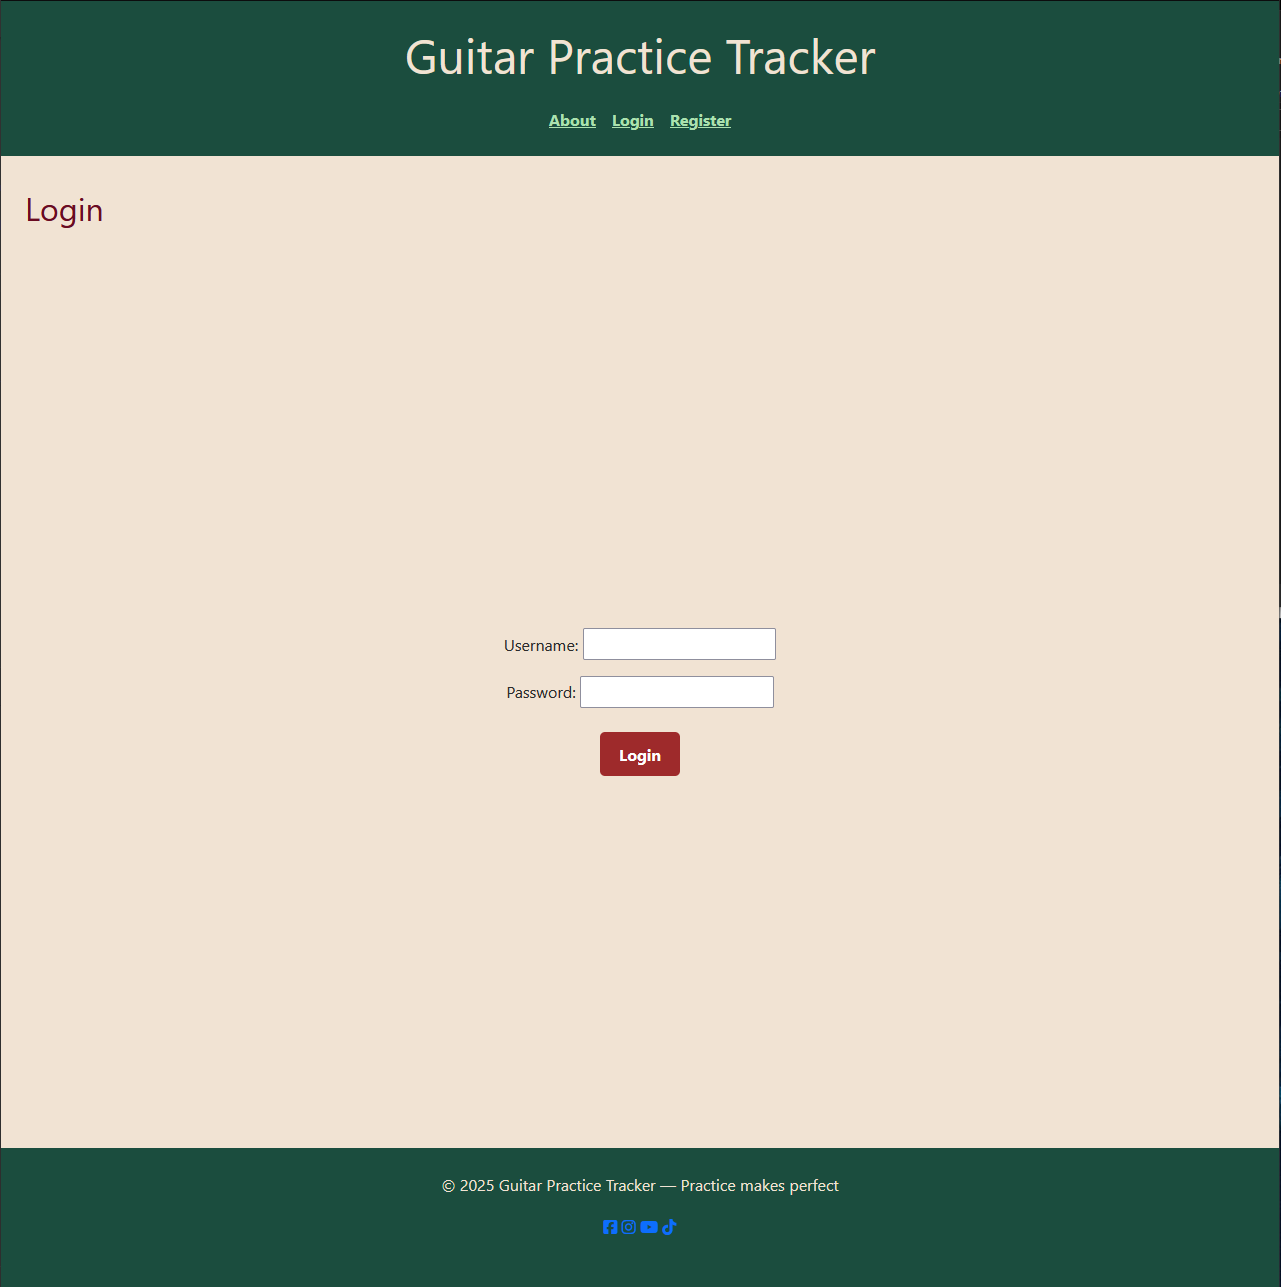 Guitar Practice Tracker
About Login Register
Login
Username:
Password:
Login
© 2025 Guitar Practice Tracker — Practice makes perfect